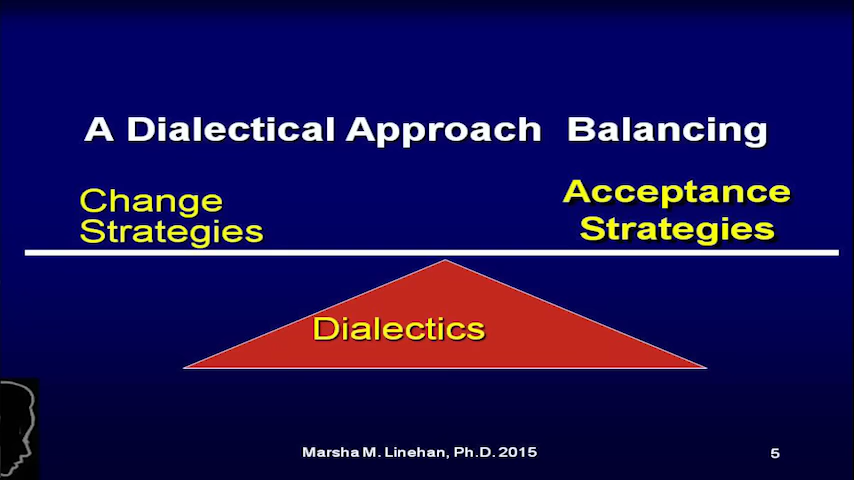 A Dialectical Approach Balancing
Change
Strategies
Acceptance
Strategies
Dialectics
Marsha M. Linehan, Ph.D. 2015
5